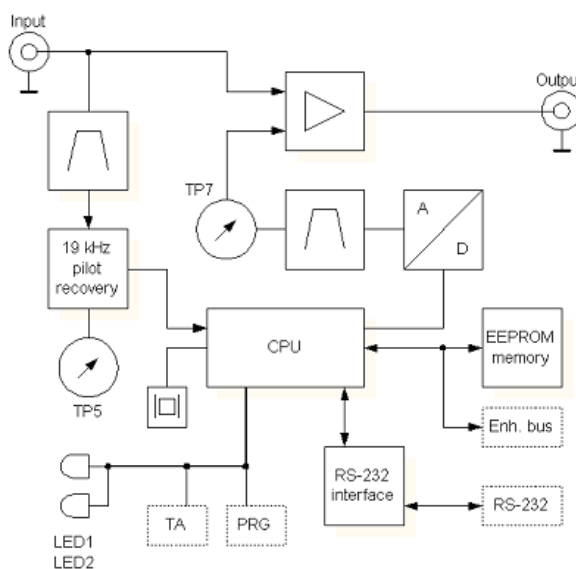 Input
Output
TP7
A
D
19 kHz
pilot
recovery
CPU
EEPROM
memory
TP5
Enh. bus
RS-232
interface
RS-232
TA
PRG
LED1
LED2